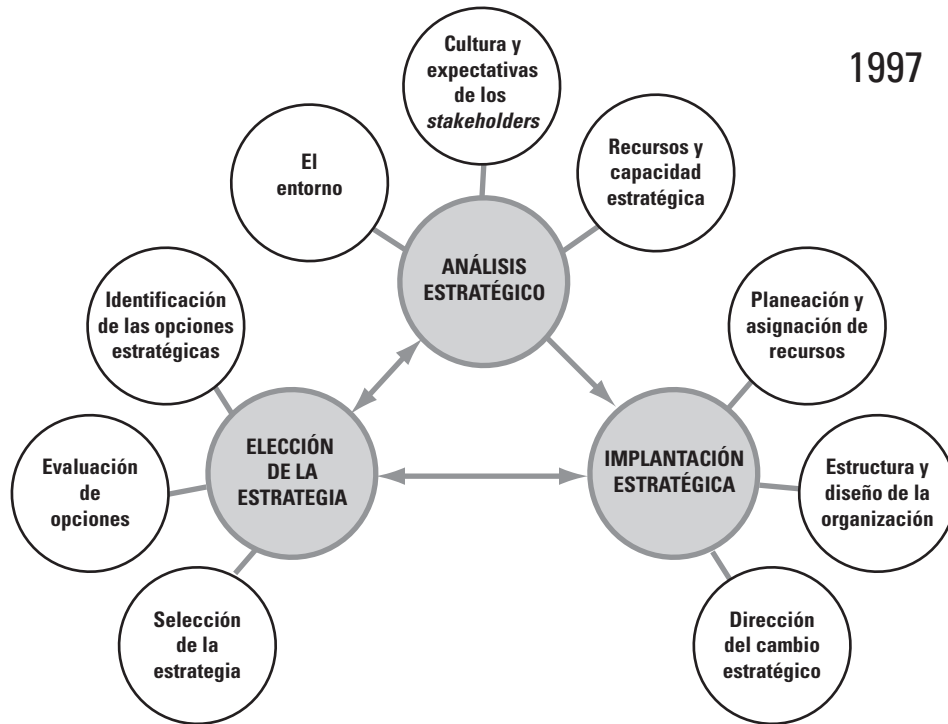 1997
Cultura y
expectativas
de los
stakeholders
El
entorno
Recursos y
capacidad
estratégica
ANÁLISIS
ESTRATÉGICO
Identificación
de las opciones
estratégicas
Evaluación
de
opciones
Selección
de la
estrategia
ELECCIÓN
DE LA
ESTRATEGIA
IMPLANTACIÓN
ESTRATÉGICA
Planeación y
asignación de
recursos
Estructura y
diseño de la
organización
Dirección
del cambio
estratégico